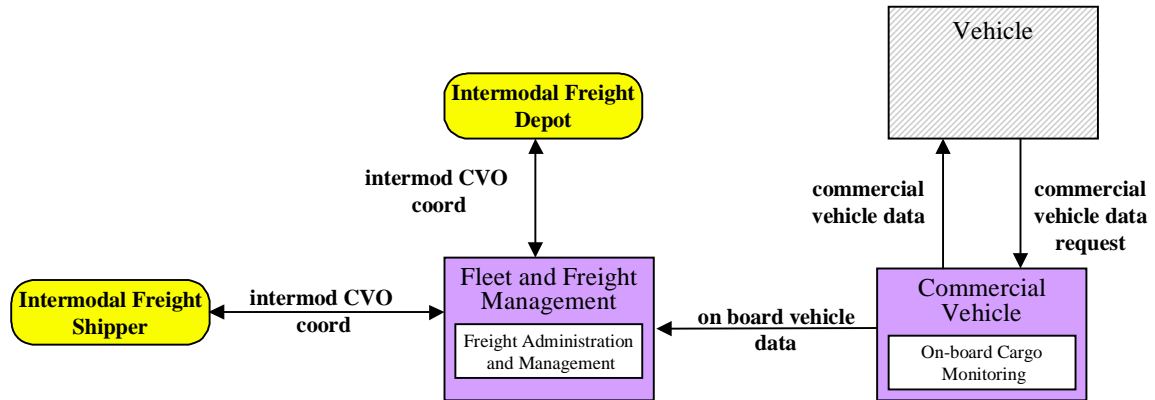 Vehicle
Intermodal Freight
Depot
intermod CVO
coord
commercial
vehicle data
commercial
vehicle data
request
Intermodal Freight
Shipper
intermod CVO
coord
Fleet and Freight
Management
Freight Administration
and Management
on board vehicle
data
Commercial
Vehicle
On-board Cargo
Monitoring